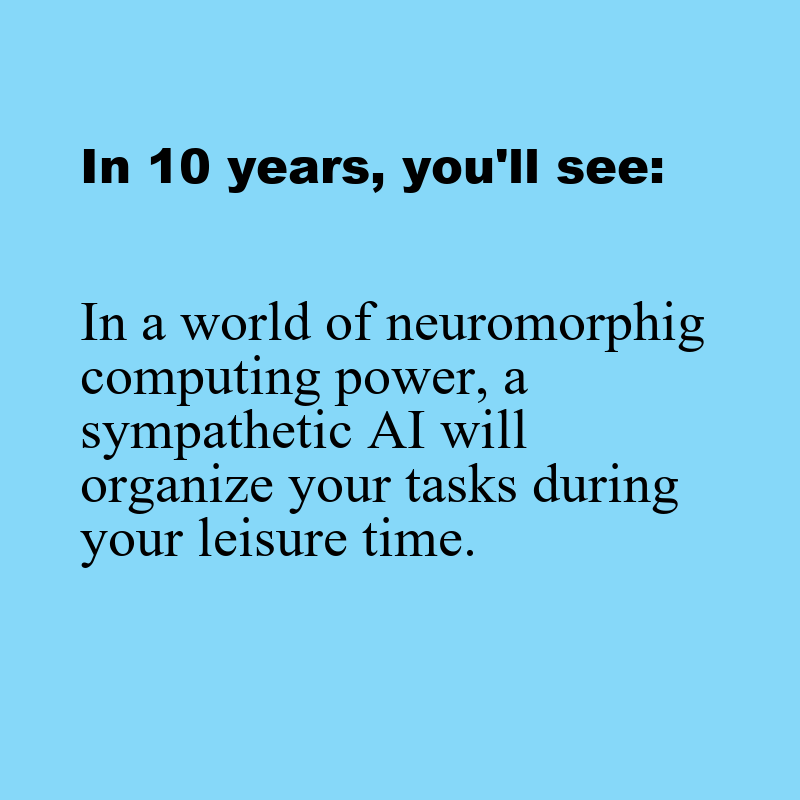 In 10 years, you'll see:
In a world of neuromorphig
computing power, a
sympathetic AI will
organize your tasks during
your leisure time.